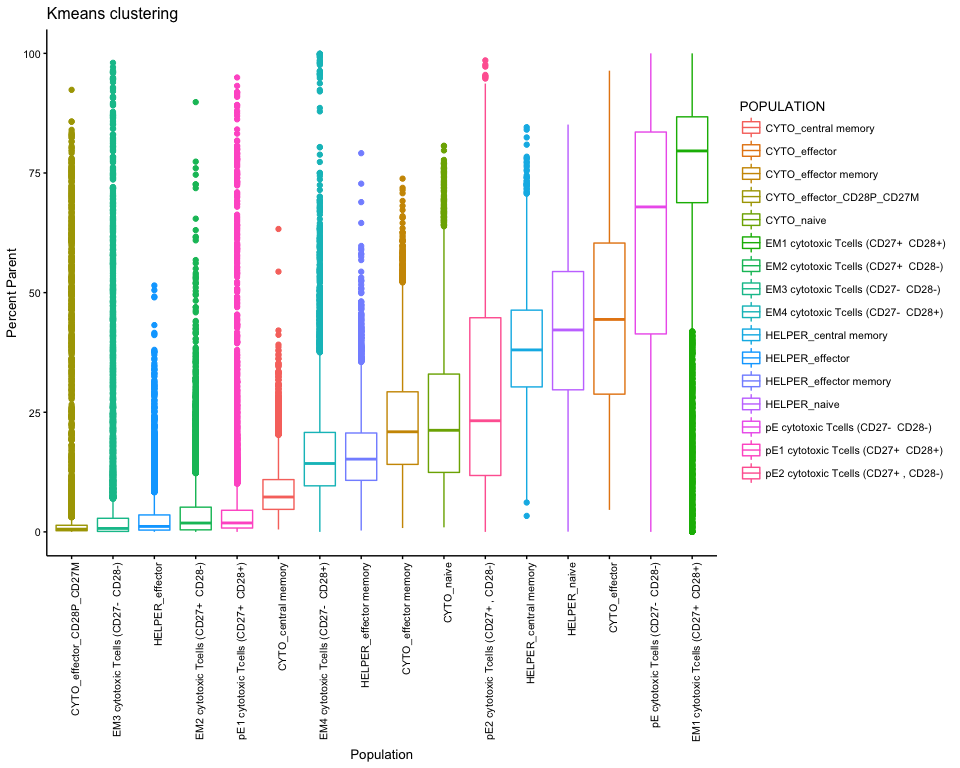 Kmeans clustering
100
75
50
25
0
Percent Parent
CYTO_effector_CD28P_CD27M
EM3 cytotoxic Tcells (CD27-  CD28-)
HELPER_effector
EM2 cytotoxic Tcells (CD27+  CD28-)
pE1 cytotoxic Tcells (CD27+  CD28+)
CYTO_central memory
EM4 cytotoxic Tcells (CD27-  CD28+)
HELPER_effector memory
CYTO_effector memory
CYTO_naive
pE2 cytotoxic Tcells (CD27+ , CD28-)
HELPER_central memory
HELPER_naive
CYTO_effector
pE cytotoxic Tcells (CD27-  CD28-)
EM1 cytotoxic Tcells (CD27+  CD28+)
Population
POPULATION
CYTO_central memory
CYTO_effector
CYTO_effector memory
CYTO_effector_CD28P_CD27M
CYTO_naive
EM1 cytotoxic Tcells (CD27+  CD28+)
EM2 cytotoxic Tcells (CD27+  CD28-)
EM3 cytotoxic Tcells (CD27-  CD28-)
EM4 cytotoxic Tcells (CD27-  CD28+)
HELPER_central memory
HELPER_effector
HELPER_effector memory
HELPER_naive
pE cytotoxic Tcells (CD27-  CD28-)
pE1 cytotoxic Tcells (CD27+  CD28+)
pE2 cytotoxic Tcells (CD27+ , CD28-)